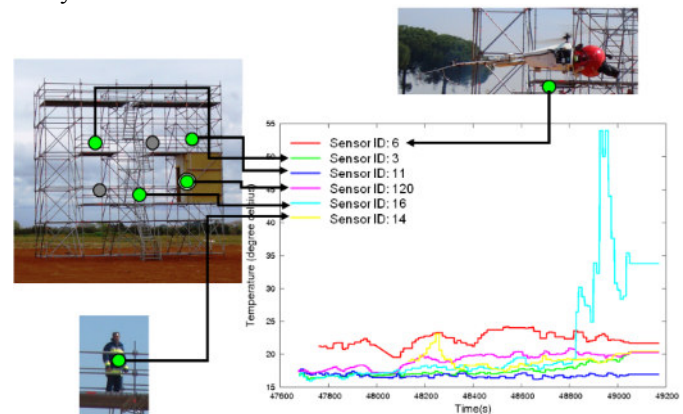 55
50
45
40
35
30
25
20
15
Temperature (degree celsius)
Sensor ID: 6
Sensor ID: 3
Sensor ID: 11
Sensor ID: 120
Sensor ID: 16
Sensor ID: 14
47600 47800 48000 48200 48400 48600 48800 49000 49200
Time(s)